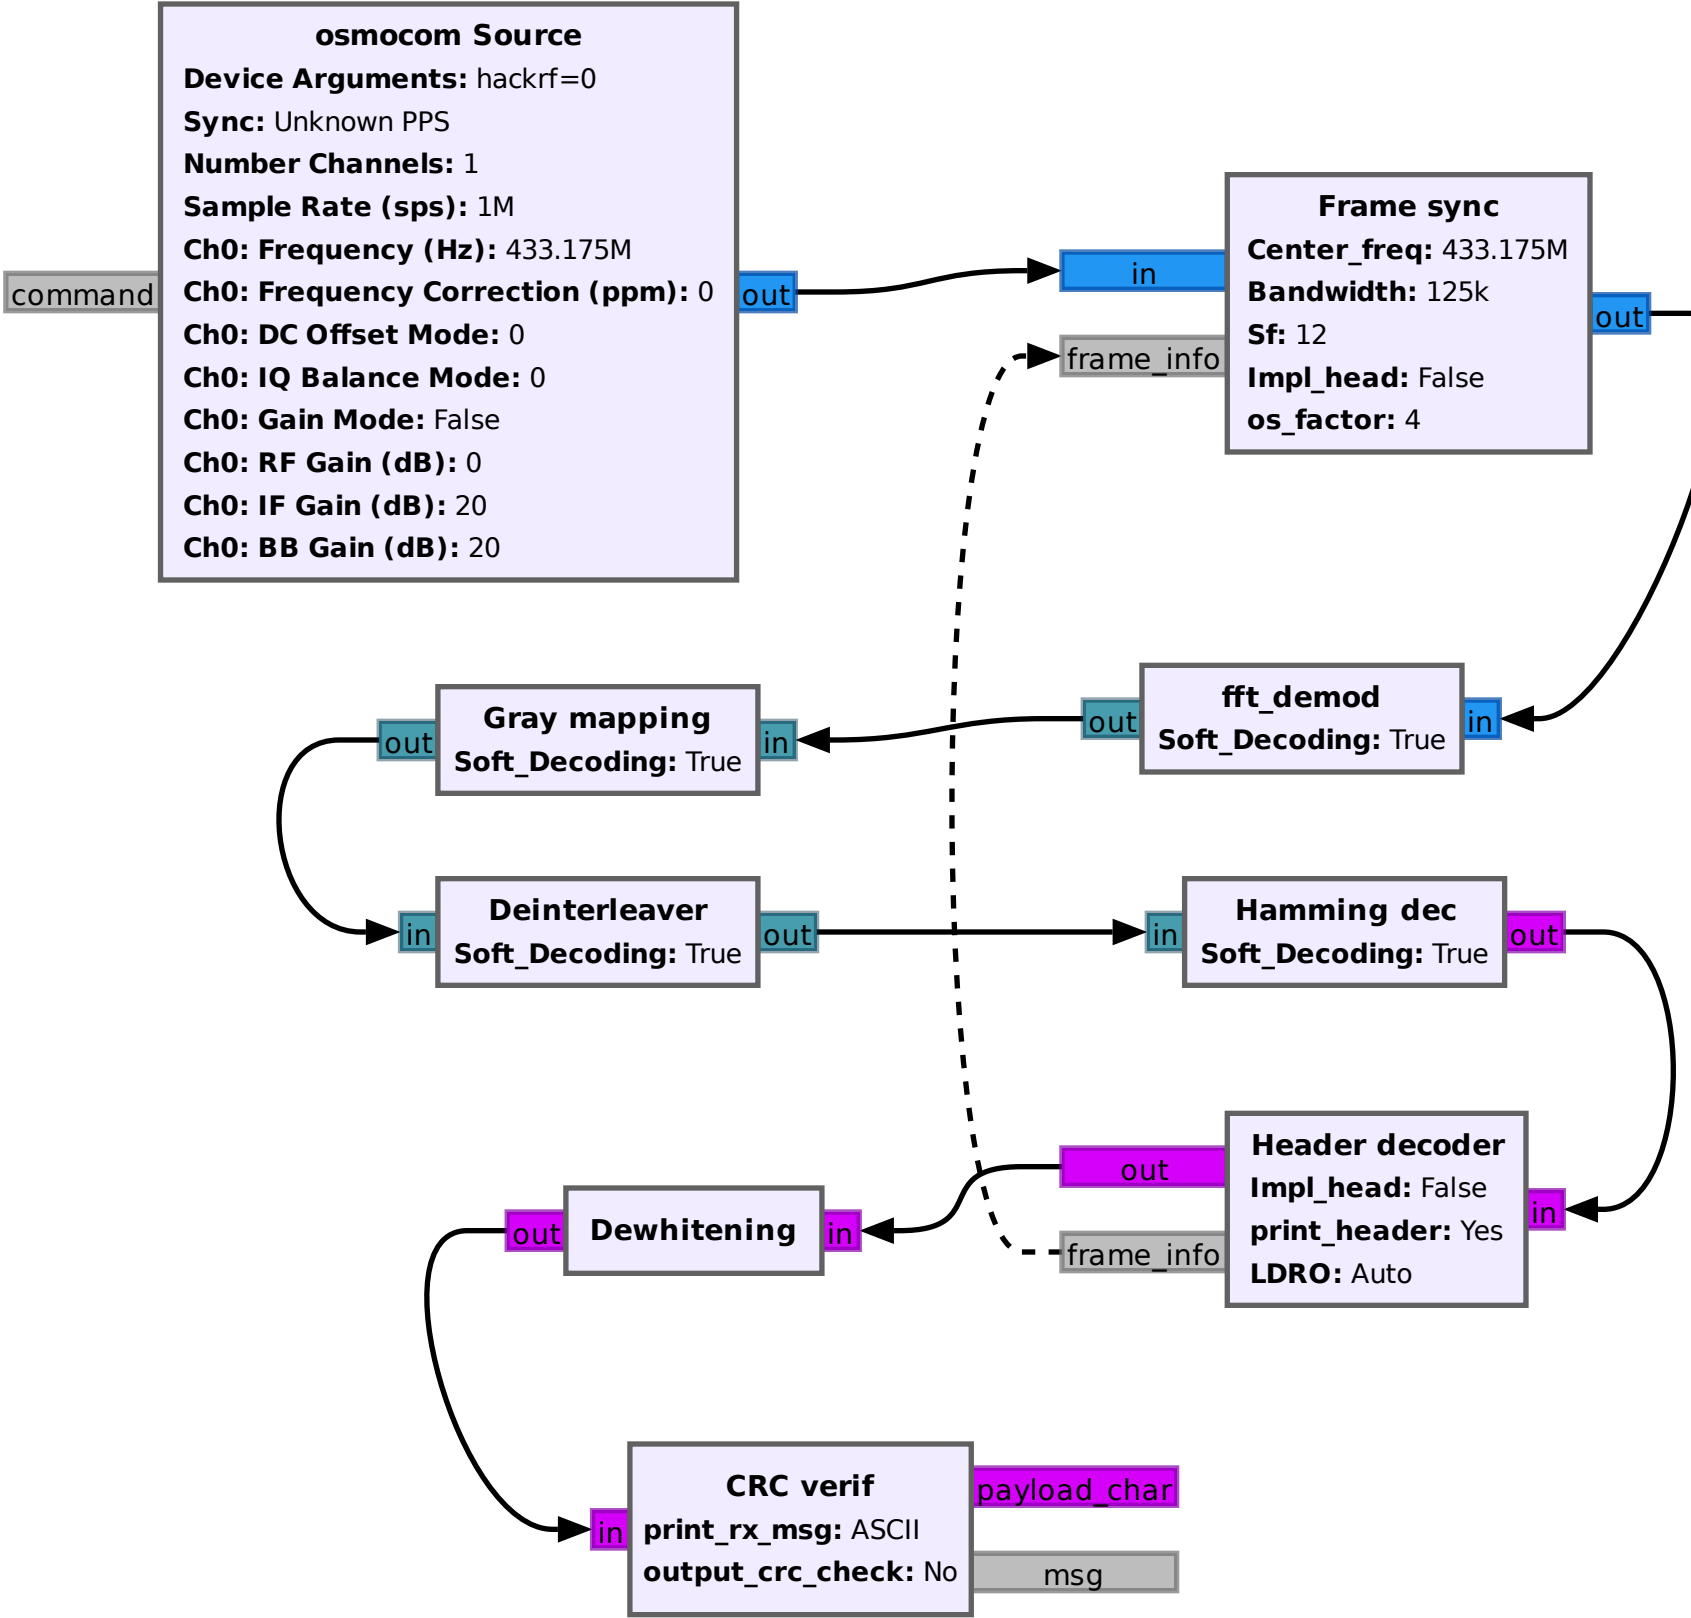 osmocom Source
Device Arguments: hackrf=0
Sync: Unknown PPS
Number Channels: 1
Sample Rate (sps): 1M
Ch0: Frequency (Hz): 433.175M
Ch0: Frequency Correction (ppm): 0
Ch0: DC Offset Mode: 0
Ch0: IQ Balance Mode: 0
Ch0: Gain Mode: False
Ch0: RF Gain (dB): 0
Ch0: IF Gain (dB): 20
Ch0: BB Gain (dB): 20
command
out
Frame sync
Center_freq: 433.175M
Bandwidth: 125k
Sf: 12
Impl_head: False
os_factor: 4
in
frame_info
out
fft_demod
Soft_Decoding: True
in
out
Gray mapping
Soft_Decoding: True
in
out
Deinterleaver
Soft_Decoding: True
in
out
Hamming dec
Soft_Decoding: True
in
out
Header decoder
Impl_head: False
print_header: Yes
LDRO: Auto
in
out
frame_info
Dewhitening
in
out
CRC verif
print_rx_msg: ASCII
output_crc_check: No
in
payload_char
msg